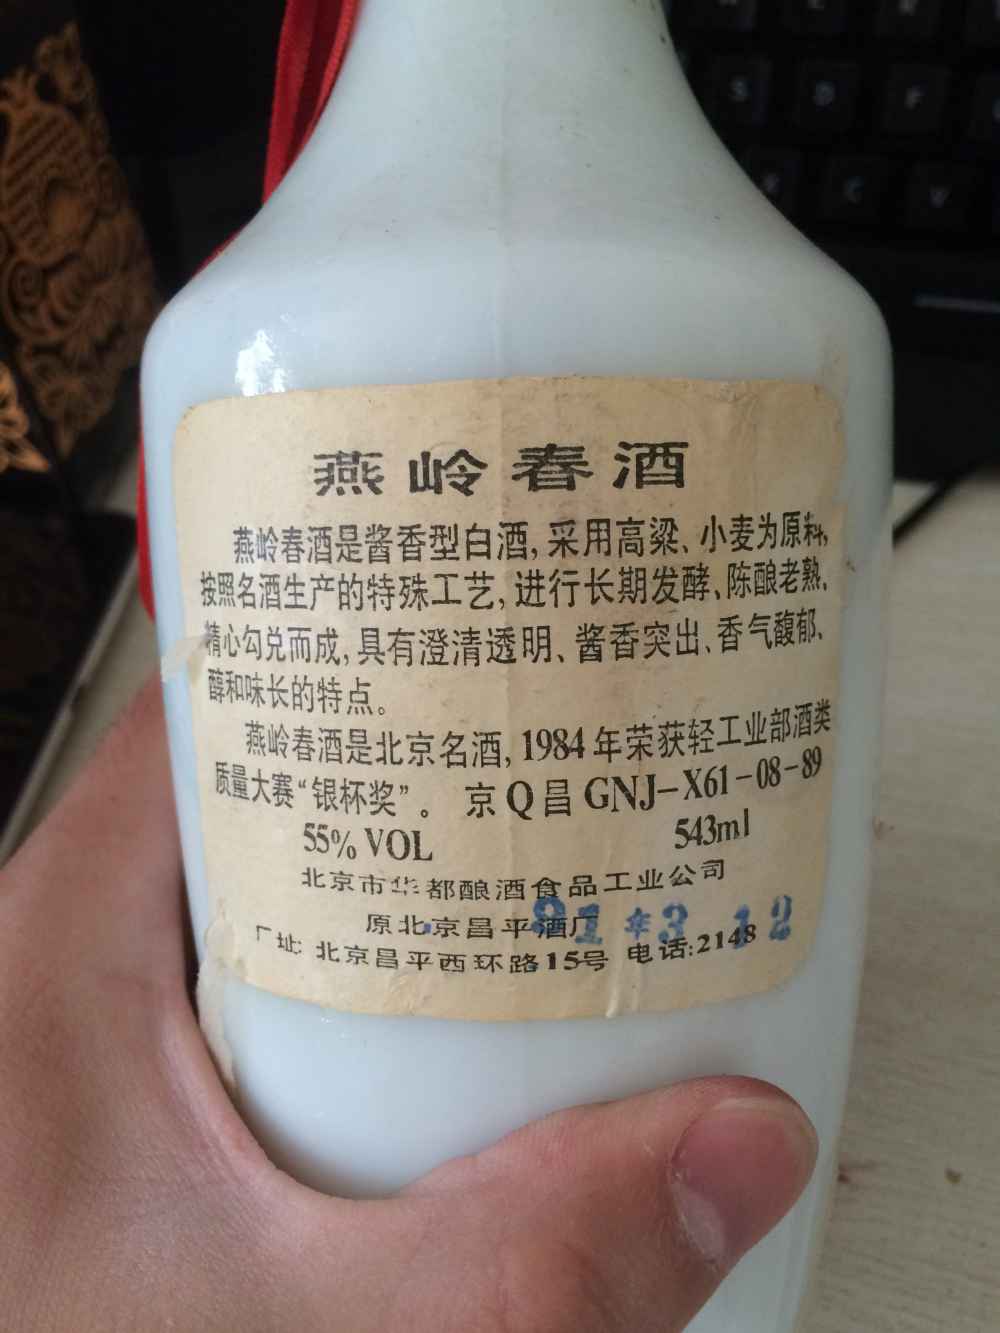 燕岭春酒
燕岭春酒是酱香型白酒,采用高粱、小麦为原料,
按照名酒生产的特殊工艺,进行长期发酵、陈酿老熟、
精心勾兑而成,具有澄清透明、酱香突出、香气馥郁、
醇和味长的特点。
燕岭春酒是北京名酒,1984年荣获轻工业部酒类
质量大赛“银杯奖”。 京Q昌GNJ-X61-08-89
55% VOL 543ml
北京市华都酿酒食品工业公司
原北京昌平酒厂
91年3 12
厂址: 北京昌平西环路15号 电话:2148
S D F
C V